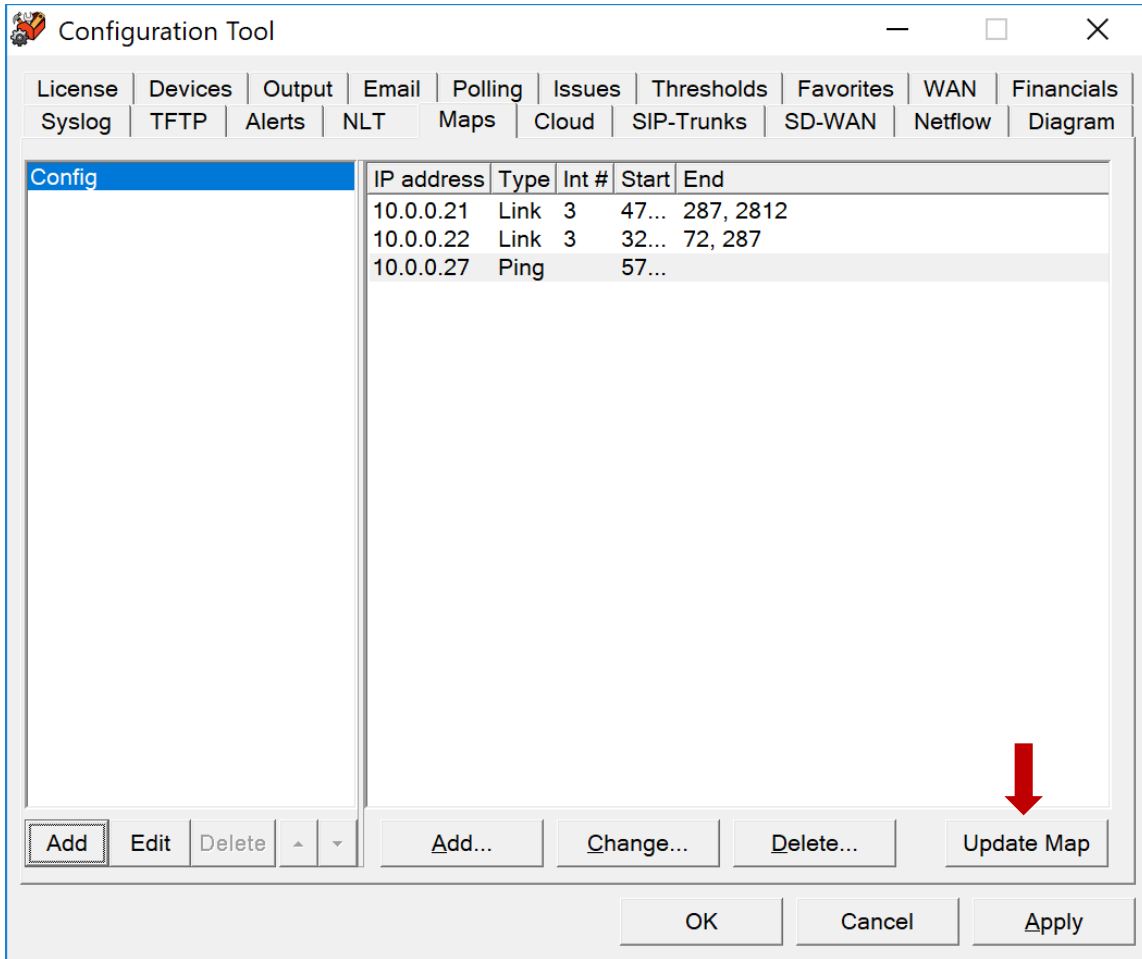 Configuration Tool
License Devices Output Email Polling Issues Thresholds Favorites WAN Financials
Syslog TFTP Alerts NLT Maps Cloud SIP-Trunks SD-WAN Netflow Diagram
Config
IP address Type Int # Start End
10.0.0.21 Link 3 47... 287, 2812
10.0.0.22 Link 3 32... 72, 287
10.0.0.27 Ping 57...
Add Edit Delete Add... Change... Delete... Update Map
OK Cancel Apply